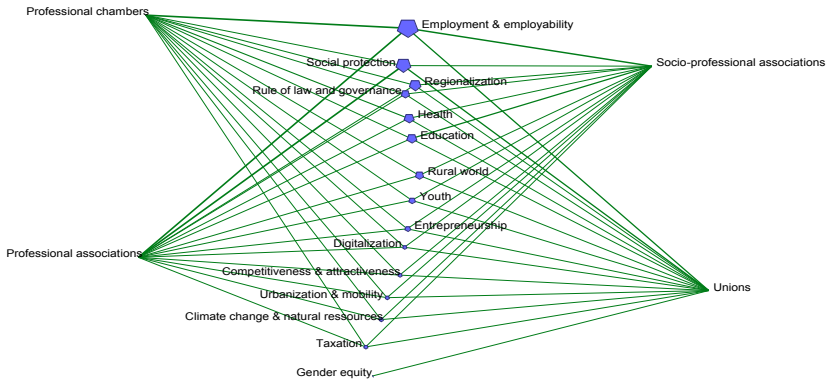 Professional chambers
Employment & employability
Social protection
Socio-professional associations
Regionalization
Rule of law and governance
Health
Education
Rural world
Youth
Entrepreneurship
Digitalization
Professional associations
Competitiveness & attractiveness
Unions
Urbanization & mobility
Climate change & natural ressources
Taxation
Gender equity